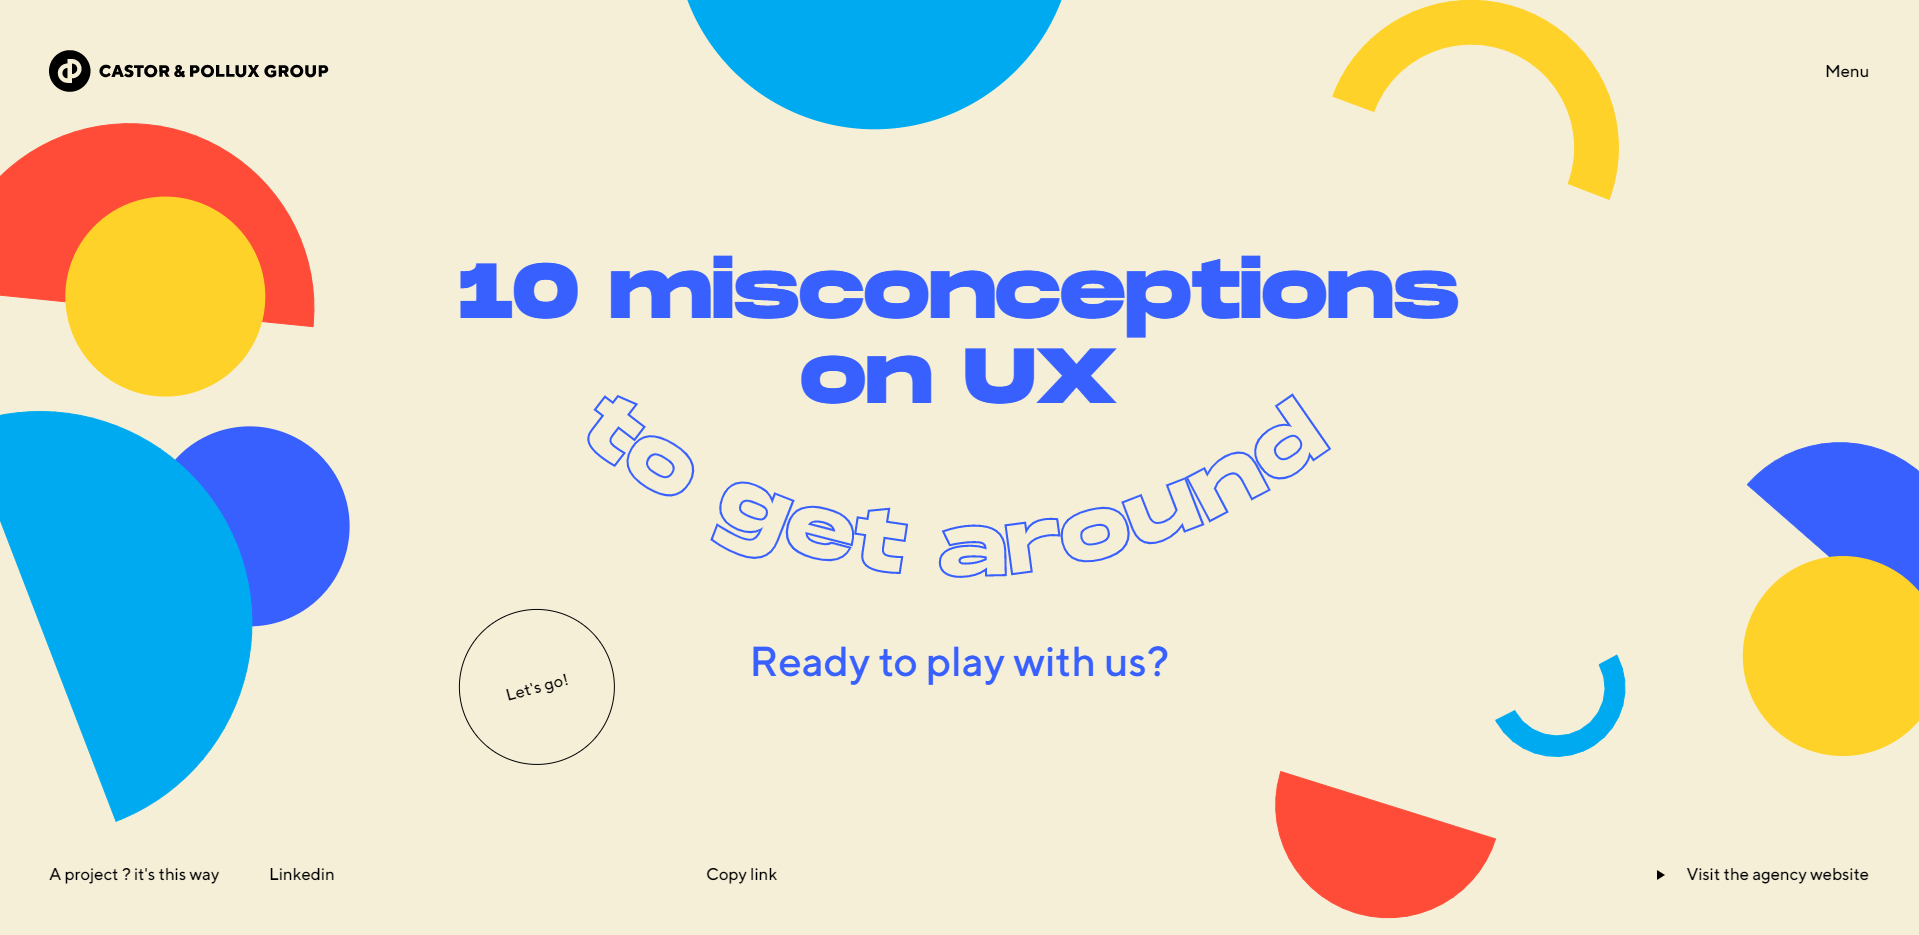 CASTOR & POLLUX GROUP
Menu
10 misconceptions
on UX
to get around
Ready to play with us?
Let's go!
A project ? it's this way
Linkedin
Copy link
Visit the agency website